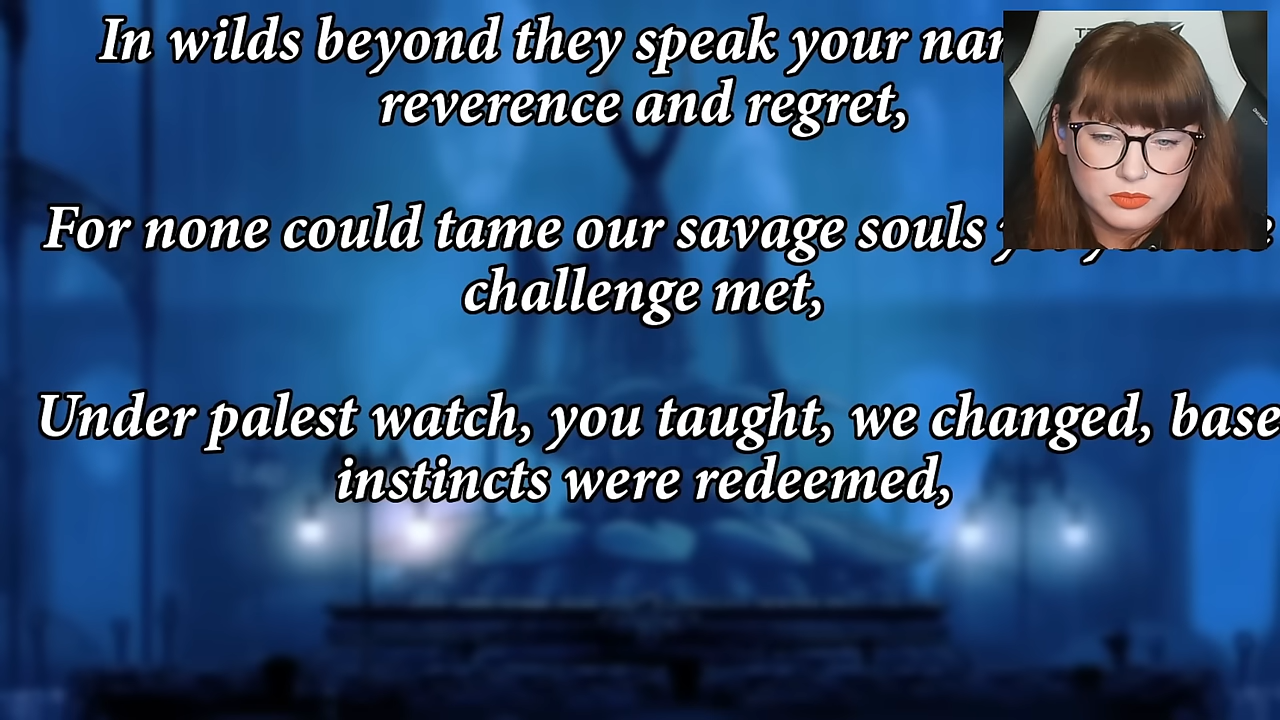 In wilds beyond they speak your
reverence and regret,
For none could tame our savage souls
challenge met,
Under palest watch, you taught, we changed, base
instincts were redeemed,